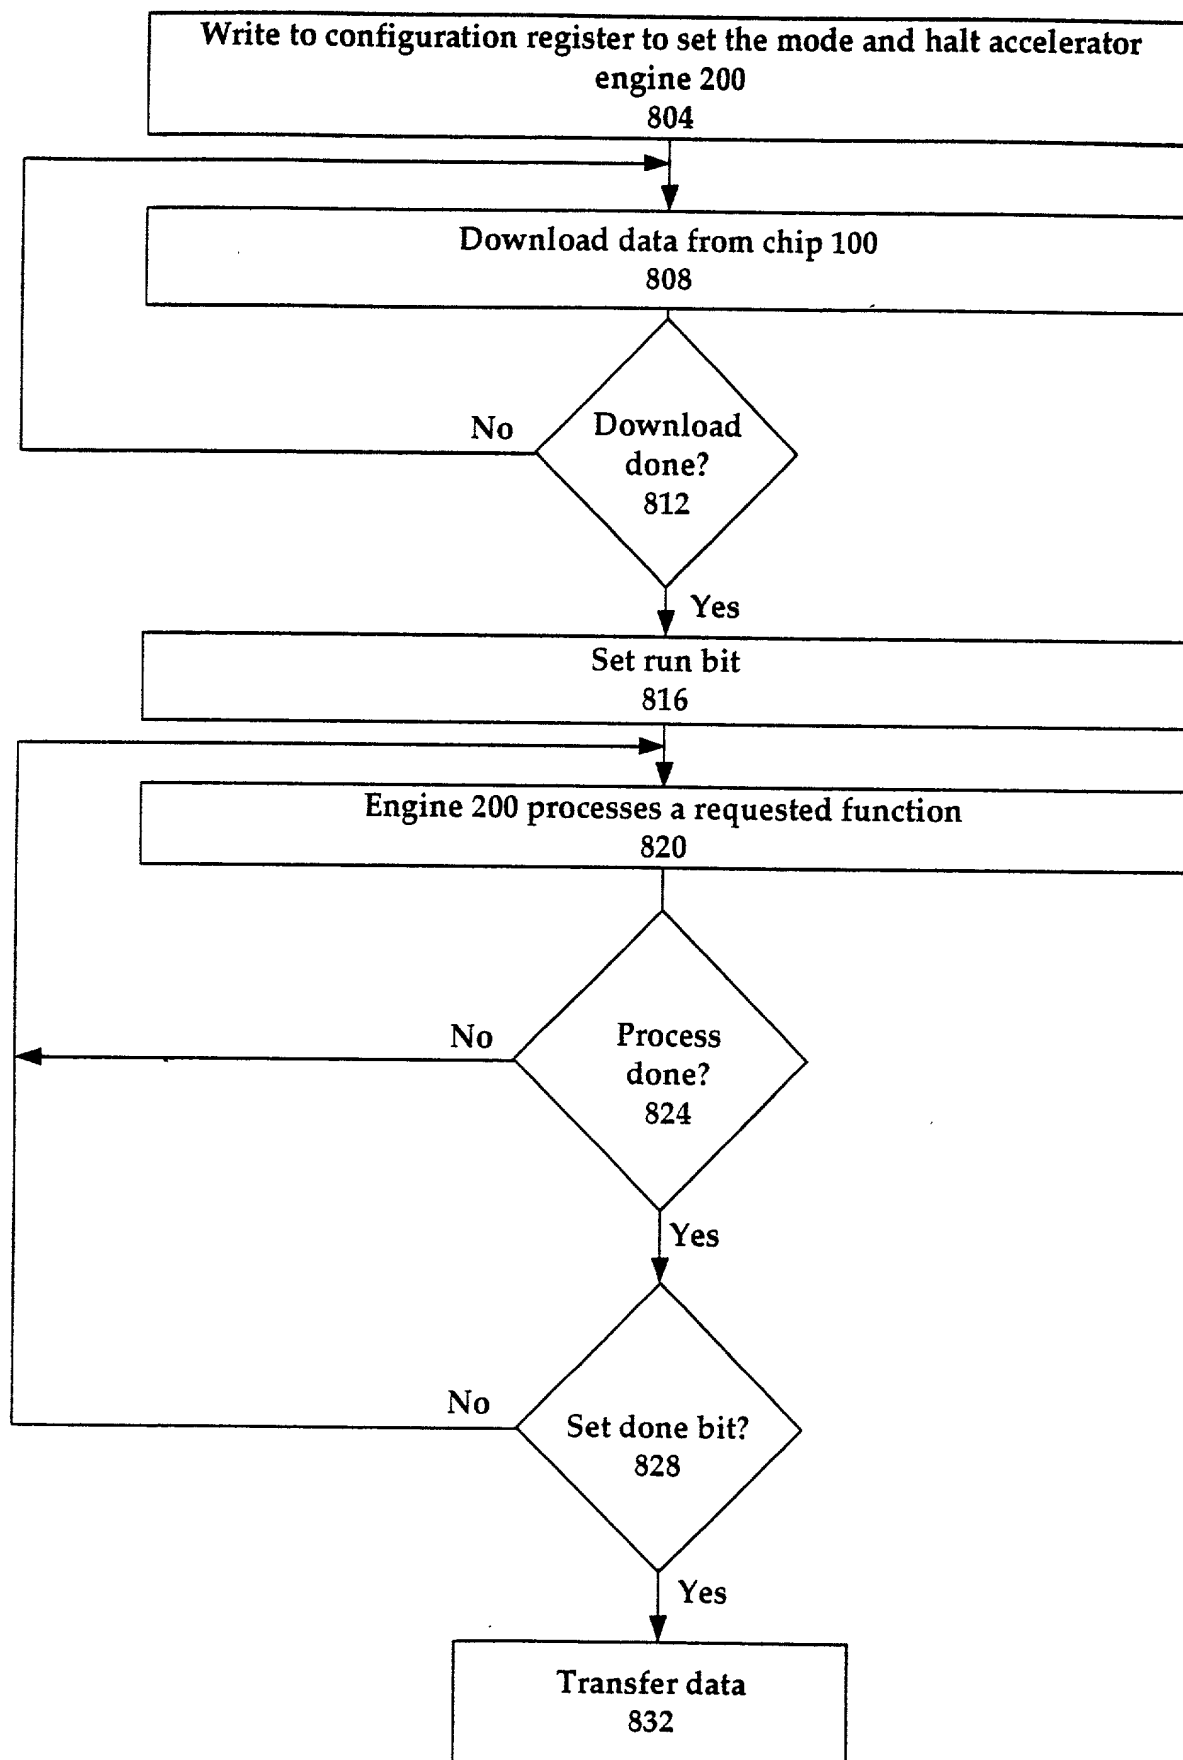 Write to configuration register to set the mode and halt accelerator
engine 200
804
Download data from chip 100
808
No
Download
done?
812
Yes
Set run bit
816
Engine 200 processes a requested function
820
No
Process
done?
824
Yes
No
Set done bit?
828
Yes
Transfer data
832